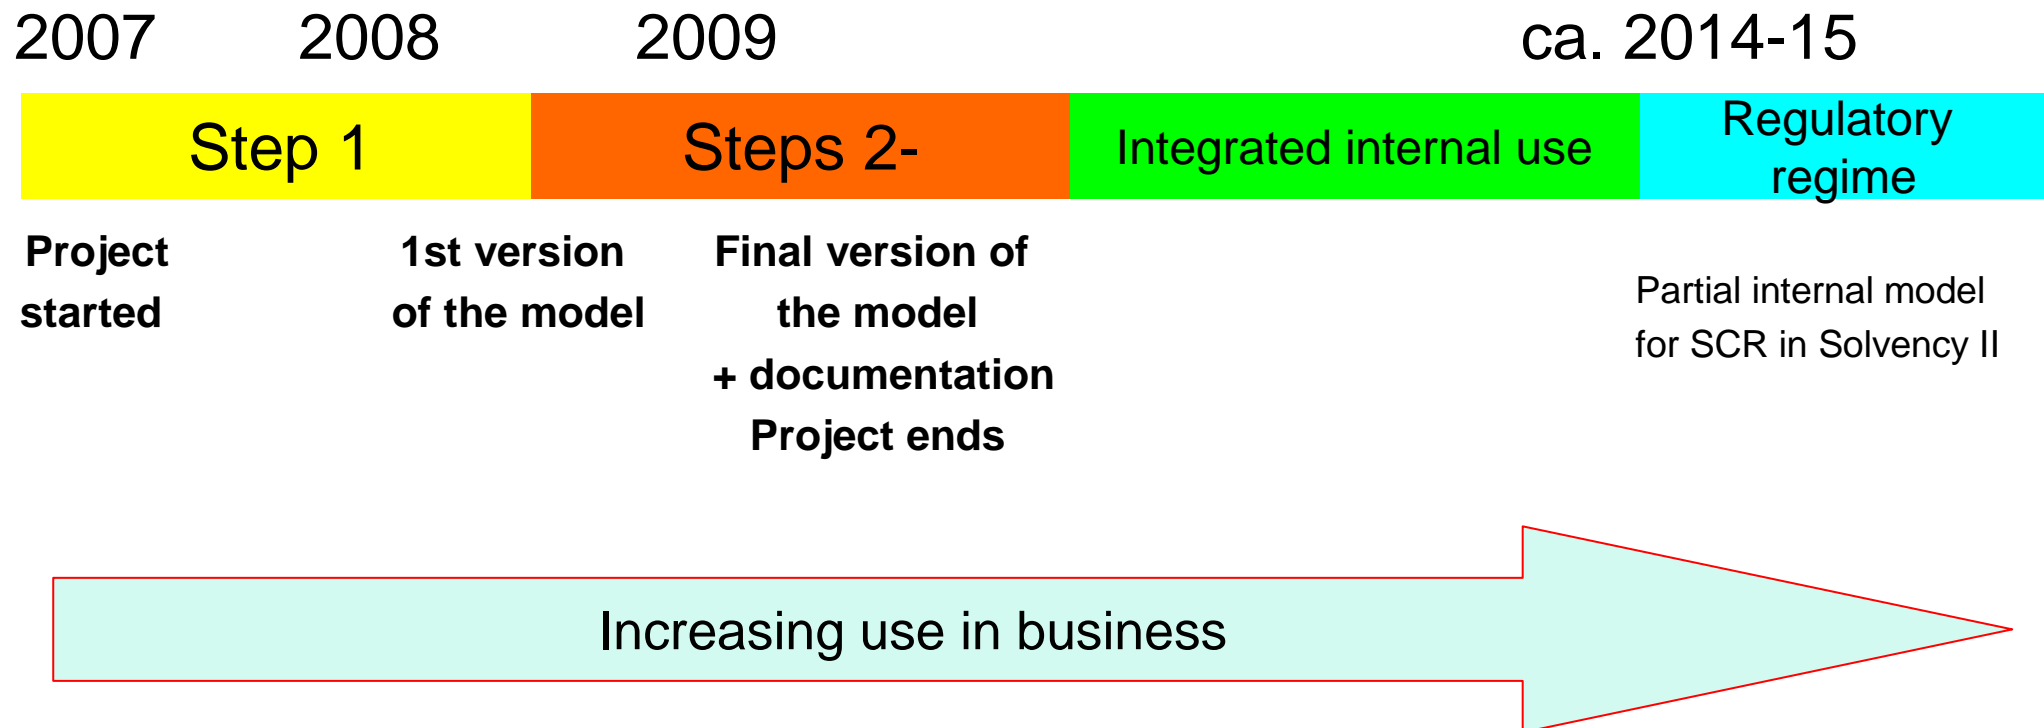 2007 2008 2009 ca. 2014-15
Step 1
Steps 2-
Integrated internal use
Regulatory
regime
Project
started
1st version
of the model
Final version of
the model
+ documentation
Project ends
Partial internal model
for SCR in Solvency II
Increasing use in business